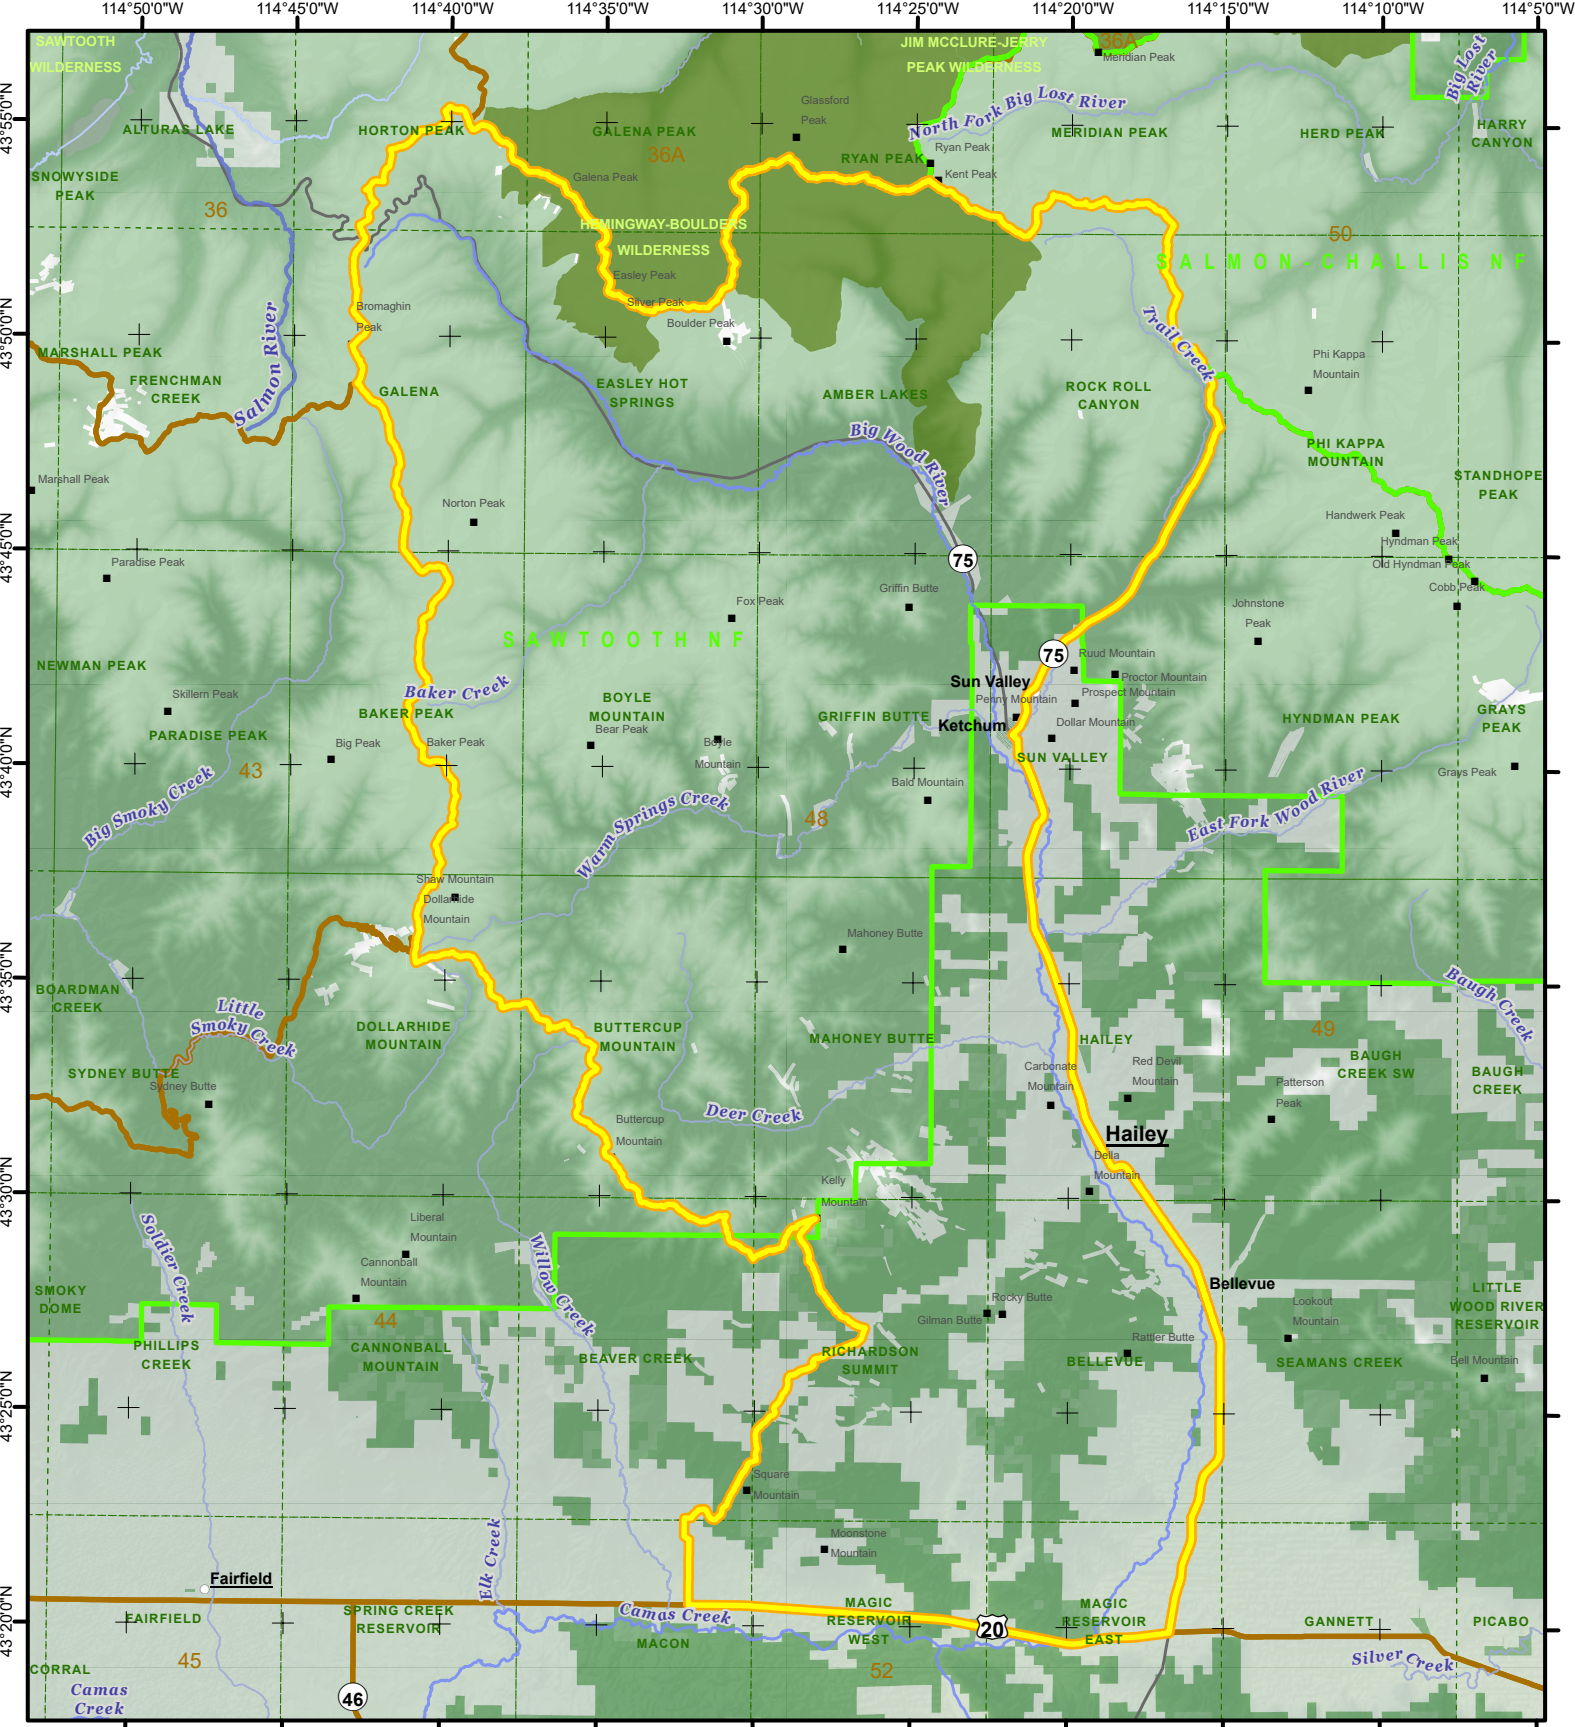 114°50'0"W
114°45'0"W
114°40'0"W
114°35'0"W
114°30'0"W
114°25'0"W
114°20'0"W
114°15'0"W
114°10'0"W
114°5'0"W
SAWTOOTH
WILDERNESS
JIM MCCLURE-JERRY
PEAK WILDERNESS
36A
Meridian Peak
Big Lost
River
43°55'0"N
ALTURAS LAKE
HORTON PEAK
GALENA PEAK
36A
Glassford
Peak
North Fork Big Lost River
MERIDIAN PEAK
HERD PEAK
HARRY
CANYON
RYAN PEAK
Ryan Peak
Kent Peak
SNOWYSIDE
PEAK
36
Galena Peak
HEMINGWAY-BOULDERS
WILDERNESS
50
SALMON-CHALLIS NF
Easley Peak
Silver Peak
Boulder Peak
Bromaghin
Peak
Salmon River
Trail Creek
43°50'0"N
MARSHALL PEAK
FRENCHMAN
CREEK
GALENA
EASLEY HOT
SPRINGS
AMBER LAKES
ROCK ROLL
CANYON
Phi Kappa
Mountain
PHI KAPPA
MOUNTAIN
Big Wood River
Marshall Peak
STANDHOPE
PEAK
Norton Peak
Handwerk Peak
Hyndman Peak
Old Hyndman Peak
Cobb Peak
43°45'0"N
Paradise Peak
75
Griffin Butte
Fox Peak
Johnstone
Peak
SAWTOOTH NF
75
Ruud Mountain
NEWMAN PEAK
Sun Valley
Proctor Mountain
Prospect Mountain
Skillern Peak
Baker Creek
BOYLE
MOUNTAIN
Bear Peak
Penny Mountain
BAKER PEAK
GRIFFIN BUTTE
Ketchum
Dollar Mountain
HYNDMAN PEAK
GRAYS
PEAK
PARADISE PEAK
Big Peak
Baker Peak
Boyle
Mountain
SUN VALLEY
43°40'0"N
43
Bald Mountain
Grays Peak
Big Smoky Creek
Warm Springs Creek
48
East Fork Wood River
Shaw Mountain
Dollarhide
Mountain
Mahoney Butte
43°35'0"N
BOARDMAN
CREEK
Little
Smoky Creek
Baugh Creek
DOLLARHIDE
MOUNTAIN
BUTTERCUP
MOUNTAIN
MAHONEY BUTTE
HAILEY
49
BAUGH
CREEK SW
BAUGH
CREEK
SYDNEY BUTTE
Sydney Butte
Carbonate
Mountain
Red Devil
Mountain
Patterson
Peak
Deer Creek
Buttercup
Mountain
Hailey
Della
Mountain
43°30'0"N
Kelly
Mountain
Soldier Creek
Liberal
Mountain
Willow Creek
Cannonball
Mountain
SMOKY
DOME
Bellevue
LITTLE
WOOD RIVER
RESERVOIR
Rocky Butte
Gilman Butte
Lookout
Mountain
44
Rattler Butte
PHILLIPS
CREEK
CANNONBALL
MOUNTAIN
BEAVER CREEK
RICHARDSON
SUMMIT
BELLEVUE
SEAMANS CREEK
Bell Mountain
43°25'0"N
Square
Mountain
Moonstone
Mountain
Elk Creek
Fairfield
43°20'0"N
FAIRFIELD
SPRING CREEK
RESERVOIR
Camas Creek
MACON
MAGIC
RESERVOIR
WEST
20
MAGIC
RESERVOIR
EAST
GANNETT
PICABO
45
52
Silver Creek
CORRAL
Camas
Creek
46